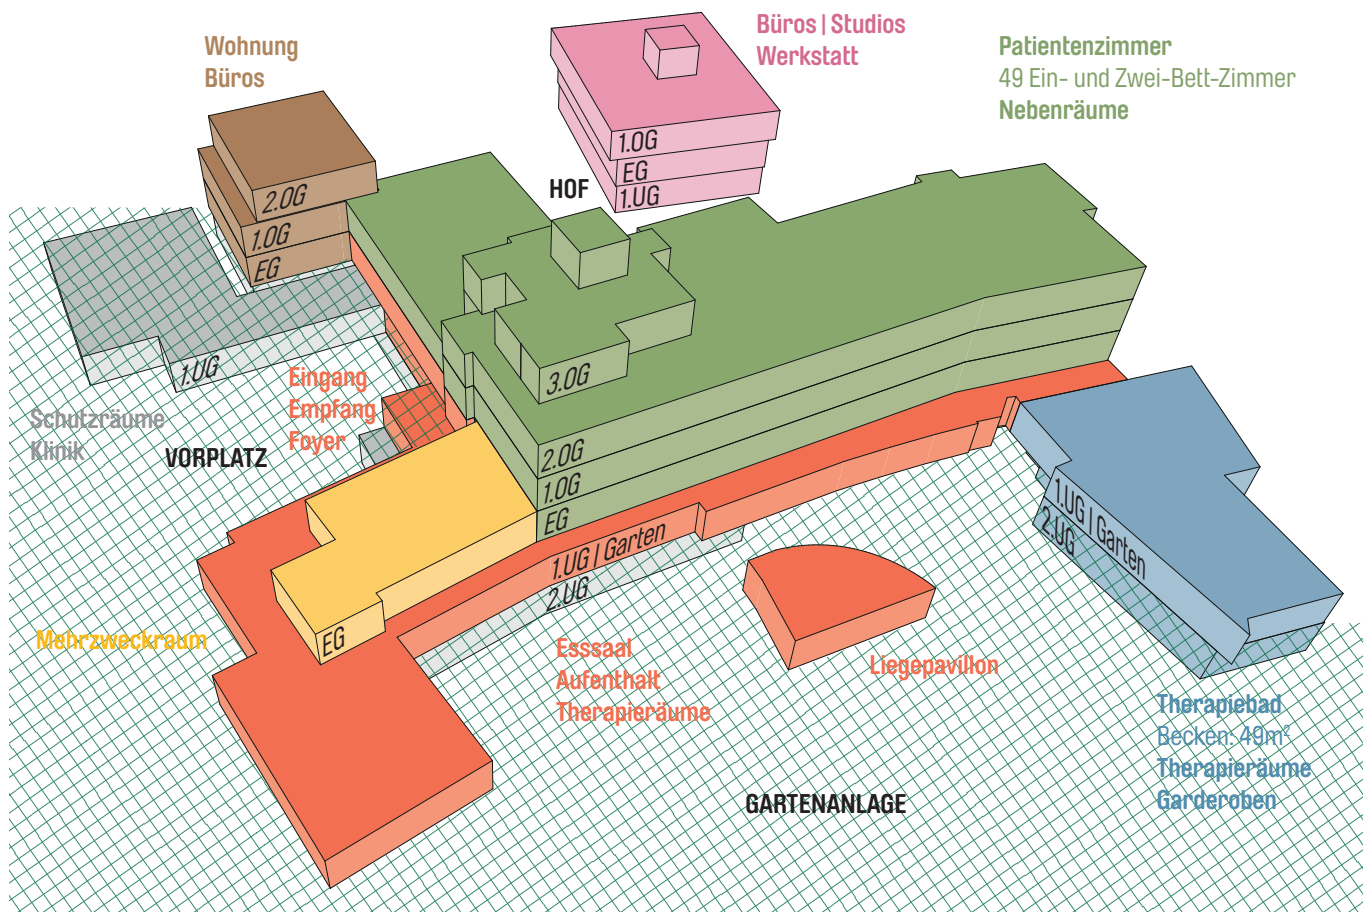 Wohnung
Büros
Büros | Studios
Werkstatt
Patientenzimmer
49 Ein- und Zwei-Bett-Zimmer
Nebenräume
1.OG
EG
1.UG
HOF
2.OG
1.OG
EG
1.UG
Schutzräume
Klinik
VORPLATZ
Eingang
Empfang
Foyer
3.OG
2.OG
1.OG
EG
1.UG | Garten
2.UG
1.UG | Garten
2.UG
Mehrzweckraum
EG
Esssaal
Aufenthalt
Therapieräume
Liegepavillon
Therapiebad
Becken: 49m²
Therapieräume
Garderoben
GARTENANLAGE